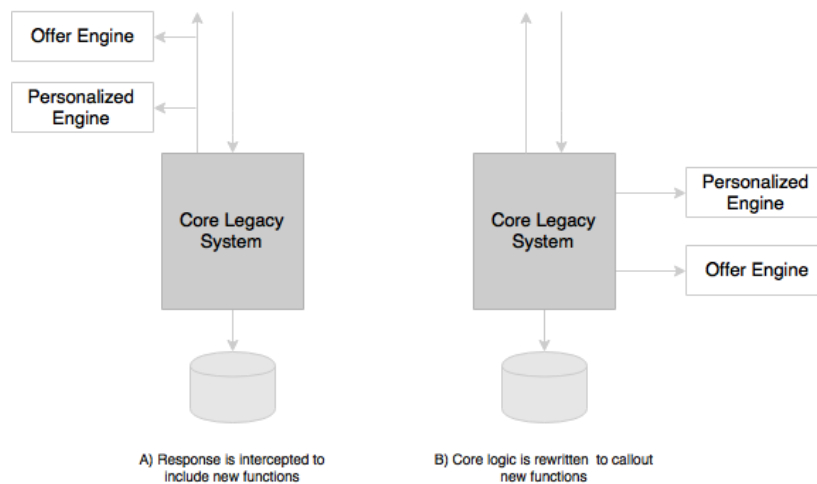 Offer Engine
Personalized
Engine
Core Legacy
System
A) Response is intercepted to
include new functions
Core Legacy
System
Personalized
Engine
Offer Engine
B) Core logic is rewritten to callout
new functions